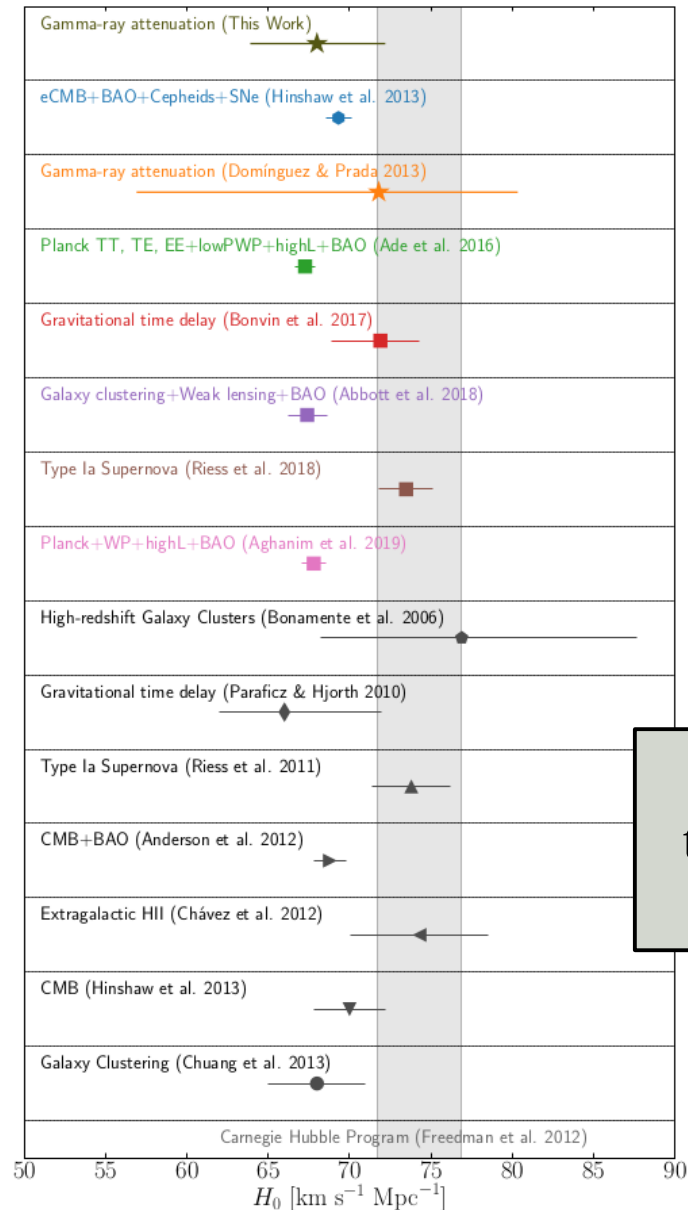 Gamma-ray attenuation (This Work)
eCMB+BAO+Cepheids+SNe (Hinshaw et al. 2013)
Gamma-ray attenuation (Domínguez & Prada 2013)
Planck TT, TE, EE+lowPWP+highL+BAO (Ade et al. 2016)
Gravitational time delay (Bonvin et al. 2017)
Galaxy clustering+Weak lensing+BAO (Abbott et al. 2018)
Type Ia Supernova (Riess et al. 2018)
Planck+WP+highL+BAO (Aghanim et al. 2019)
High-redshift Galaxy Clusters (Bonamente et al. 2006)
Gravitational time delay (Paraficz & Hjorth 2010)
Type Ia Supernova (Riess et al. 2011)
CMB+BAO (Anderson et al. 2012)
Extragalactic HII (Chávez et al. 2012)
CMB (Hinshaw et al. 2013)
Galaxy Clustering (Chuang et al. 2013)
Carnegie Hubble Program (Freedman et al. 2012)
50 55 60 65 70 75 80 85 90
H₀ [km s⁻¹ Mpc⁻¹]